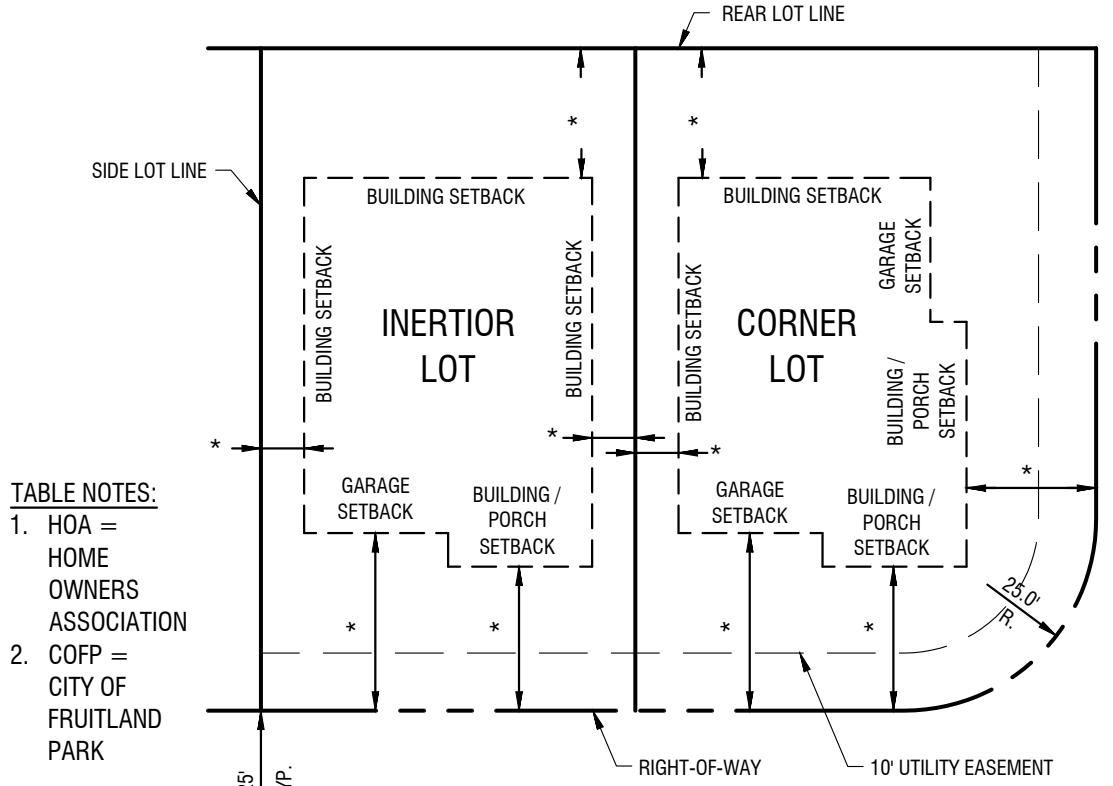 REAR LOT LINE
SIDE LOT LINE
*
*
BUILDING SETBACK
BUILDING SETBACK
BUILDING SETBACK
BUILDING SETBACK
BUILDING SETBACK
BUILDING SETBACK
GARAGE
SETBACK
INERTIOR
LOT
CORNER
LOT
BUILDING /
PORCH
SETBACK
*
*
*
*
GARAGE
SETBACK
BUILDING /
PORCH
SETBACK
GARAGE
SETBACK
BUILDING /
PORCH
SETBACK
*
*
*
*
25.0'
R.
TABLE NOTES:
1. HOA =
HOME
OWNERS
ASSOCIATION
2. COFP =
CITY OF
FRUITLAND
PARK
RIGHT-OF-WAY
10' UTILITY EASEMENT